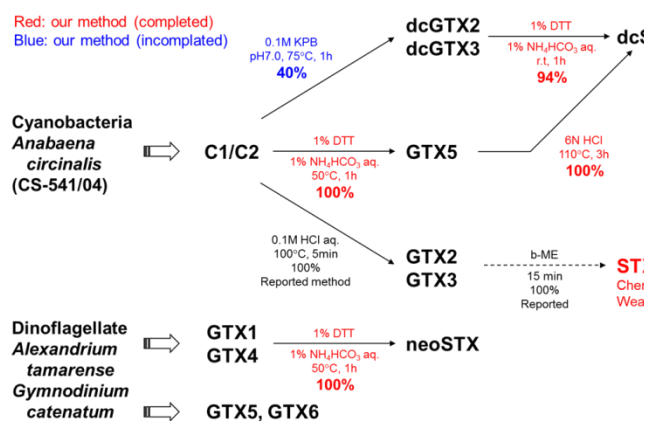 Red: our method (completed)
Blue: our method (incomplated)
0.1M KPB
pH7.0, 75°C, 1h
40%
dcGTX2
dcGTX3
1% DTT
1% NH₄HCO₃ aq.
r.t, 1h
94%
Cyanobacteria
Anabaena
circinalis
(CS-541/04)
C1/C2
1% DTT
1% NH₄HCO₃ aq.
50°C, 1h
100%
GTX5
6N HCl
110°C, 3h
100%
0.1M HCl aq.
100°C, 5min
100%
Reported method
GTX2
GTX3
b-ME
15 min
100%
Reported
Dinoflagellate
Alexandrium
tamarense
Gymnodinium
catenatum
GTX1
GTX4
1% DTT
1% NH₄HCO₃ aq.
50°C, 1h
100%
neoSTX
GTX5, GTX6